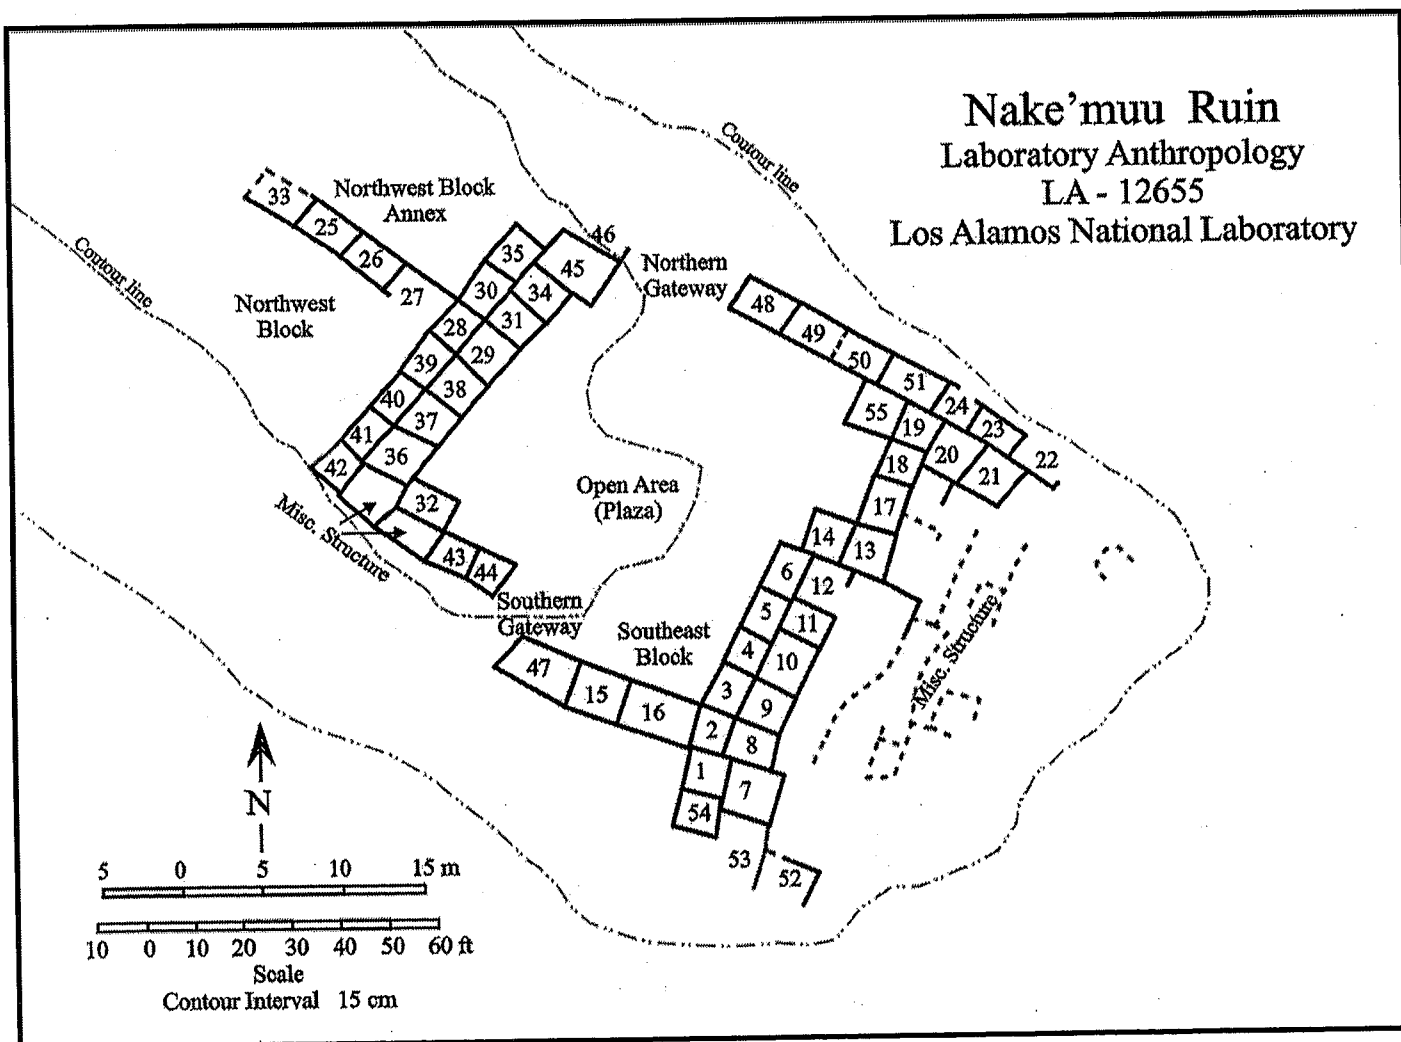 Nake'muu Ruin
Laboratory Anthropology
LA - 12655
Los Alamos National Laboratory
Coutour line
Coutour line
Northwest Block
Annex
Northwest
Block
Northern
Gateway
Open Area
(Plaza)
Misc. Structure
Southern
Gateway
Southeast
Block
Misc. Structure
33
25
26
27
35
46
45
30
34
28
31
39
29
40
38
41
37
42
36
32
43
44
48
49
50
51
55
24
19
23
18
20
22
21
17
14
13
6
12
5
11
4
10
47
15
3
16
9
2
8
1
7
54
53
52
N
5 0 5 10 15 m
10 0 10 20 30 40 50 60 ft
Scale
Contour Interval 15 cm